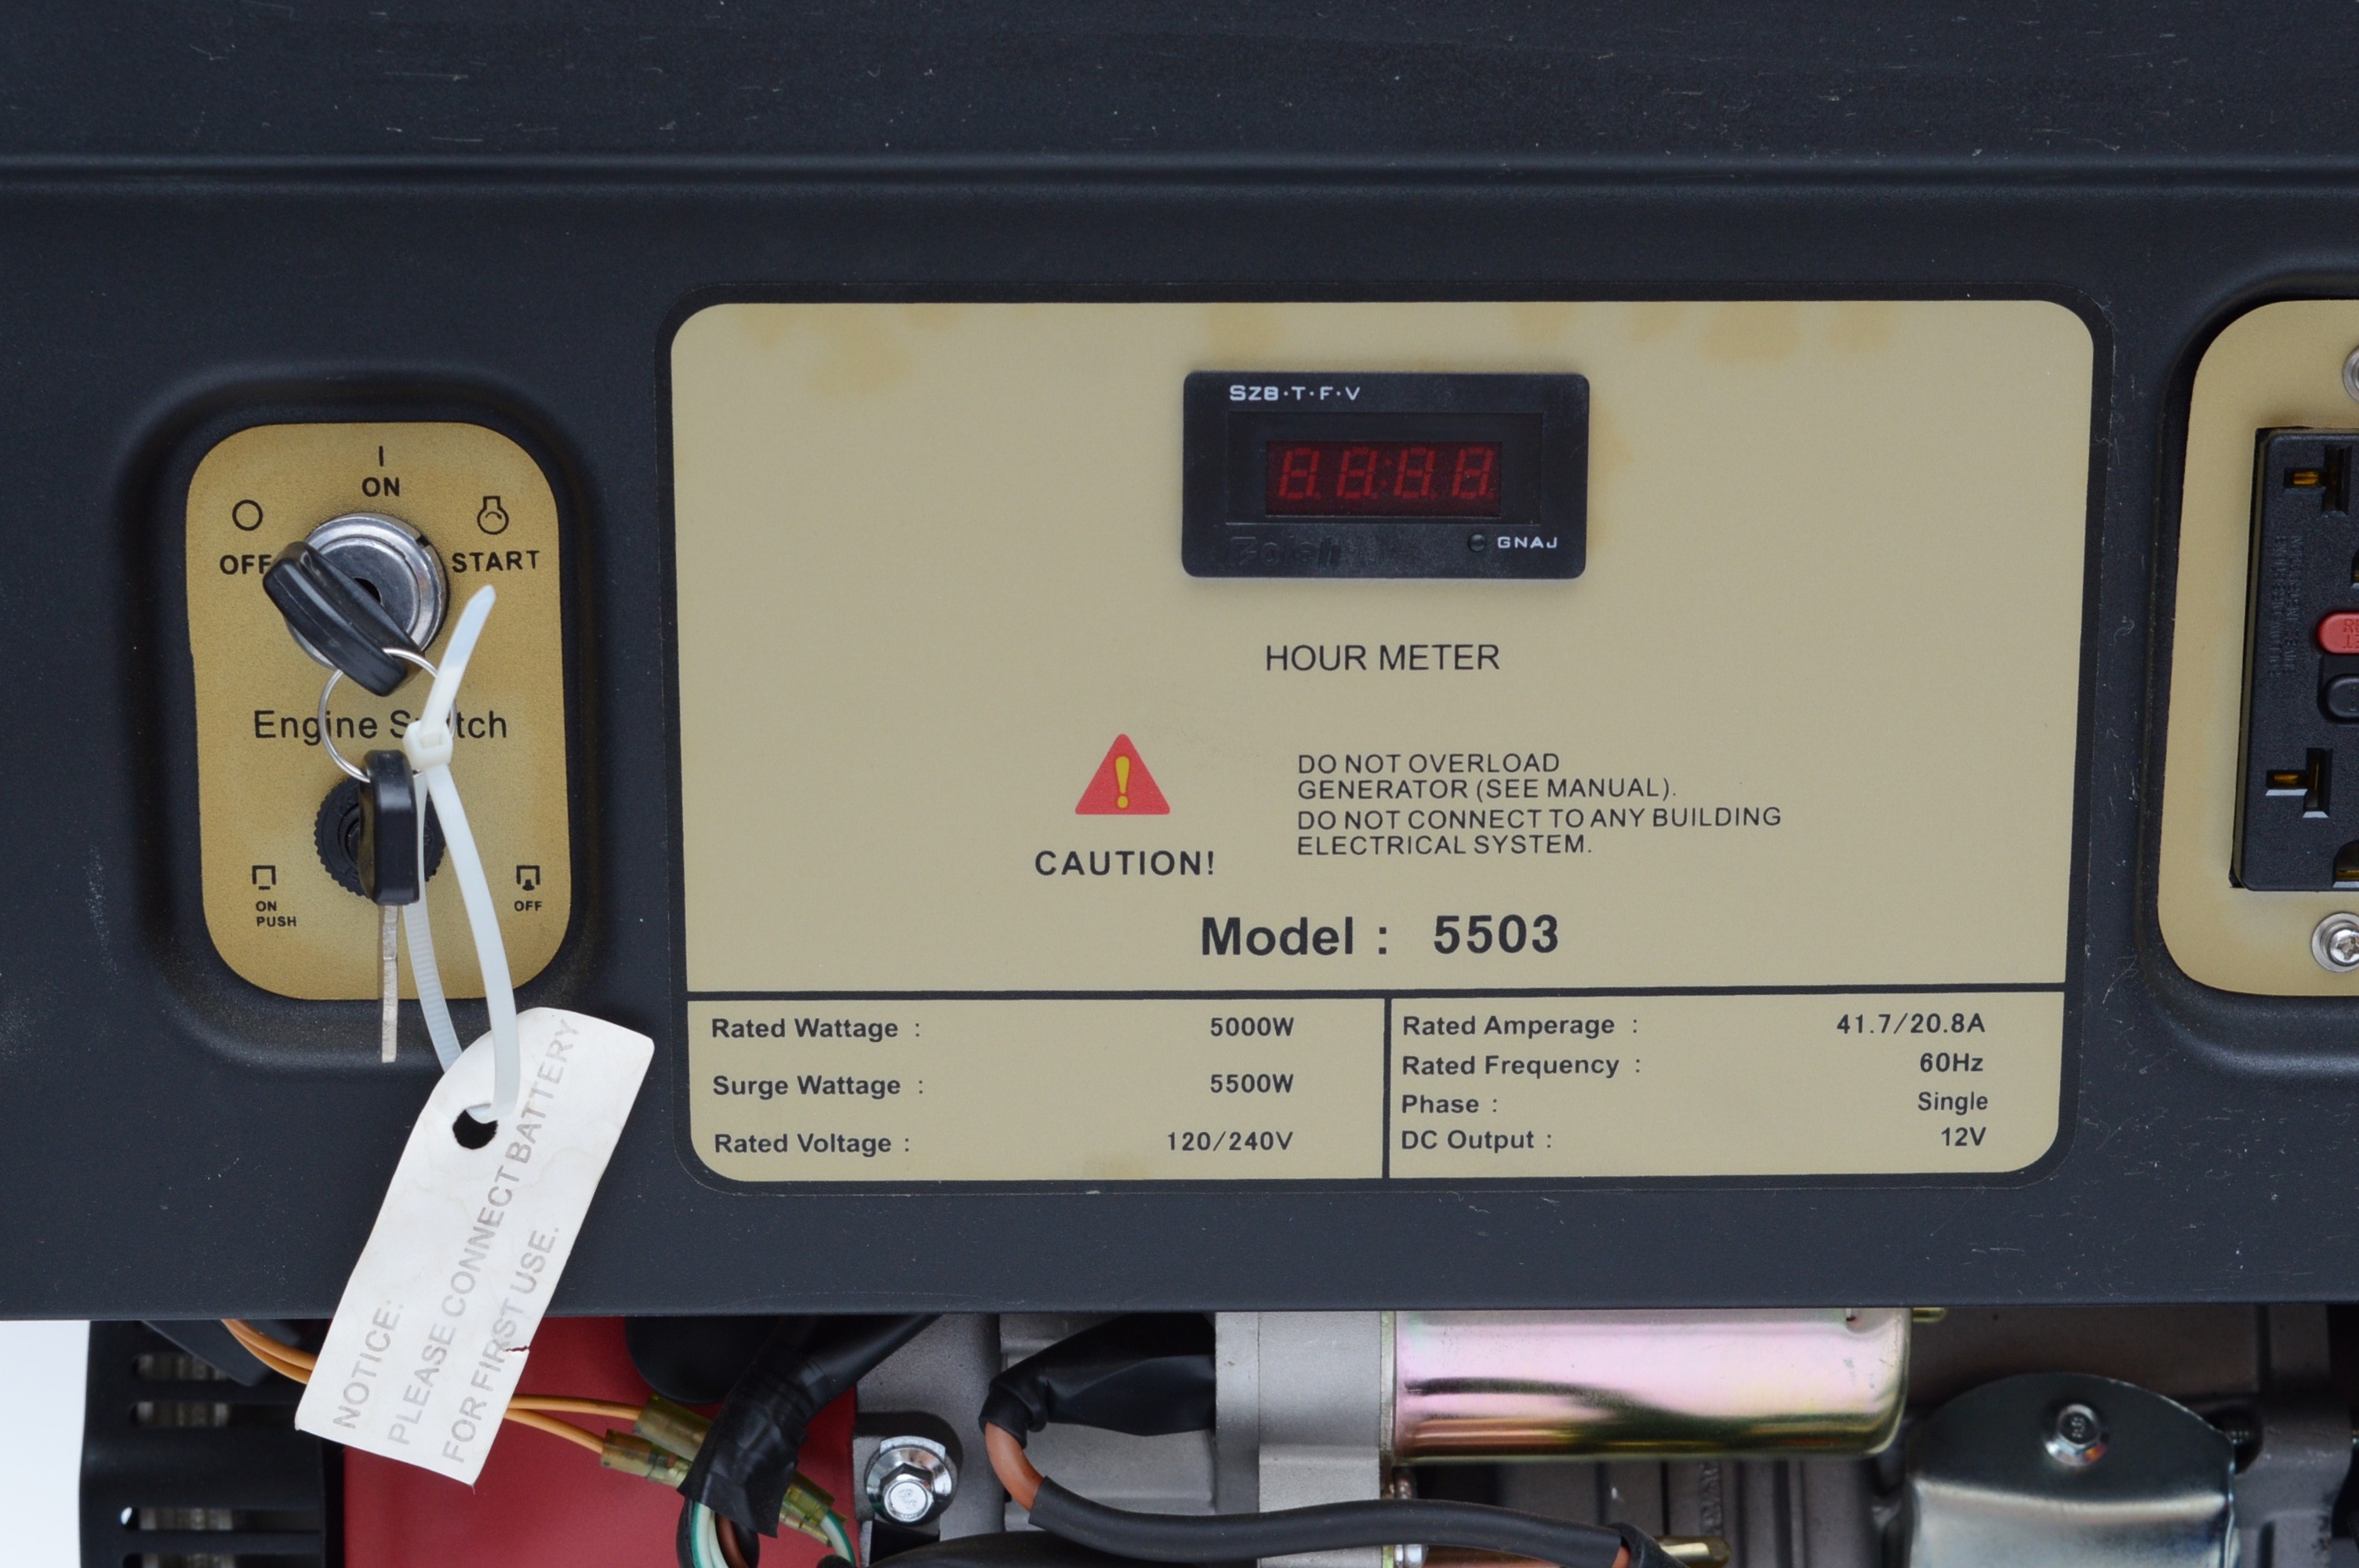 I
ON
OFF
START
Engine Switch
ON
PUSH
OFF
NOTICE:
PLEASE CONNECT BATTERY
FOR FIRST USE.
SZB·T·F·V
GNAJ
HOUR METER
CAUTION!
DO NOT OVERLOAD
GENERATOR (SEE MANUAL).
DO NOT CONNECT TO ANY BUILDING
ELECTRICAL SYSTEM.
Model : 5503
Rated Wattage : 5000W
Surge Wattage : 5500W
Rated Voltage : 120/240V
Rated Amperage : 41.7/20.8A
Rated Frequency : 60Hz
Phase : Single
DC Output : 12V